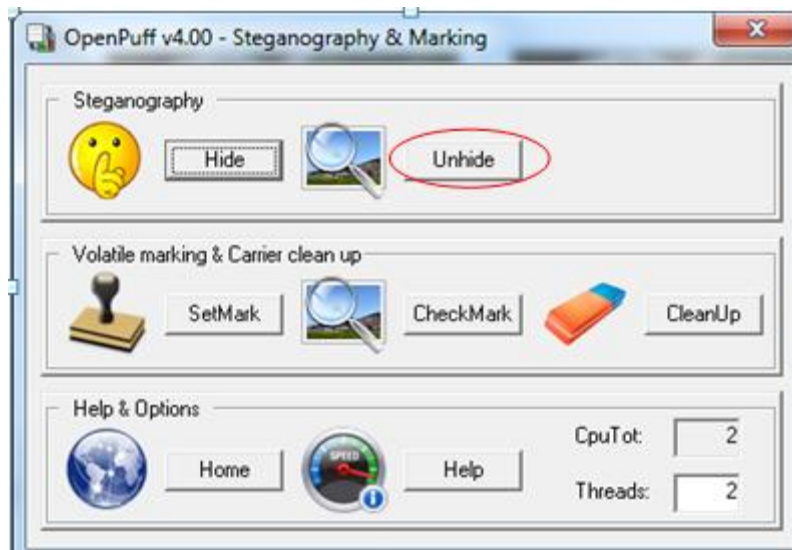 OpenPuff v4.00 - Steganography & Marking
Steganography
Hide
Unhide
Volatile marking & Carrier clean up
SetMark
CheckMark
CleanUp
Help & Options
Home
SPEED
Help
CpuTot: 2
Threads: 2